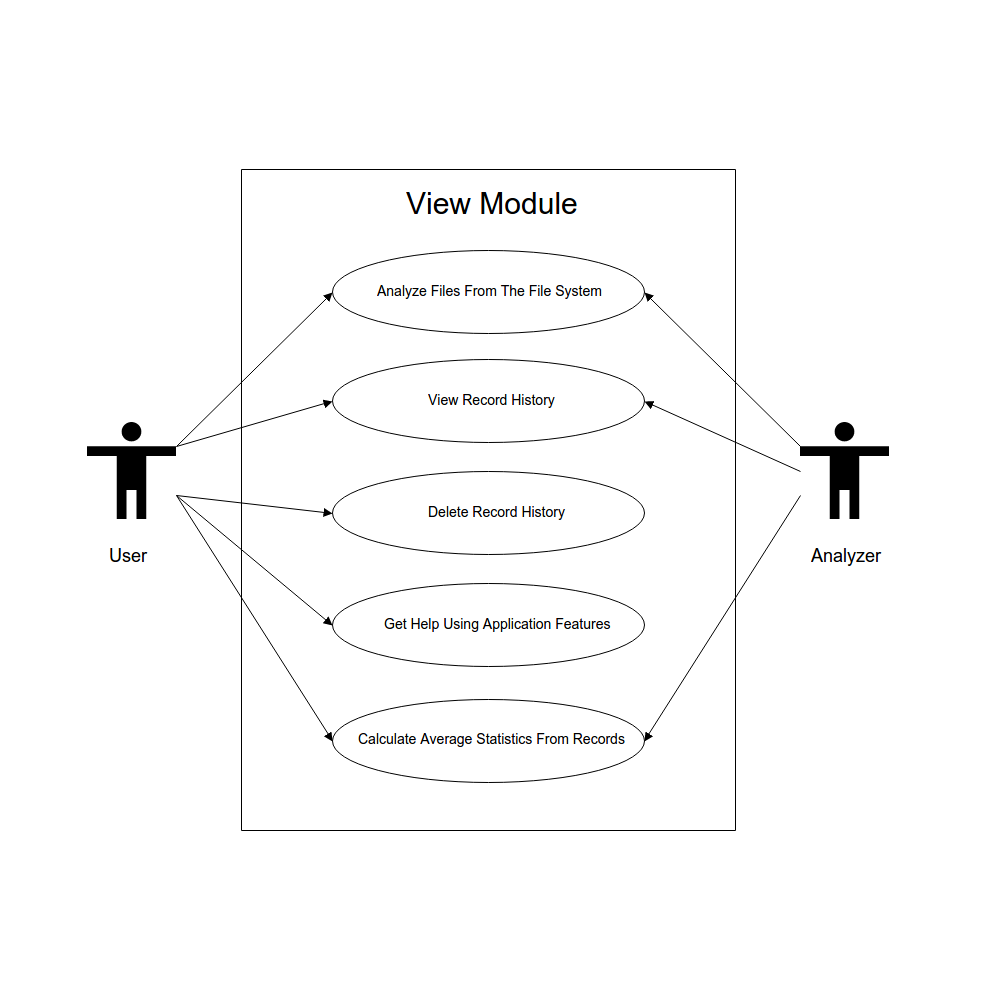 View Module
Analyze Files From The File System
View Record History
Delete Record History
User
Analyzer
Get Help Using Application Features
Calculate Average Statistics From Records